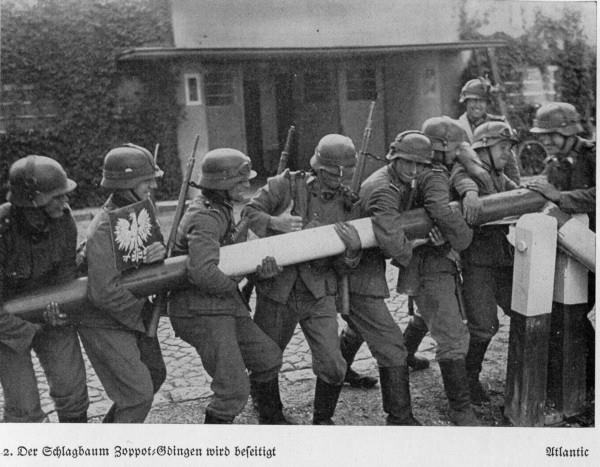 2. Der Schlagbaum Zoppot-Gdingen wird beseitigt
Atlantic